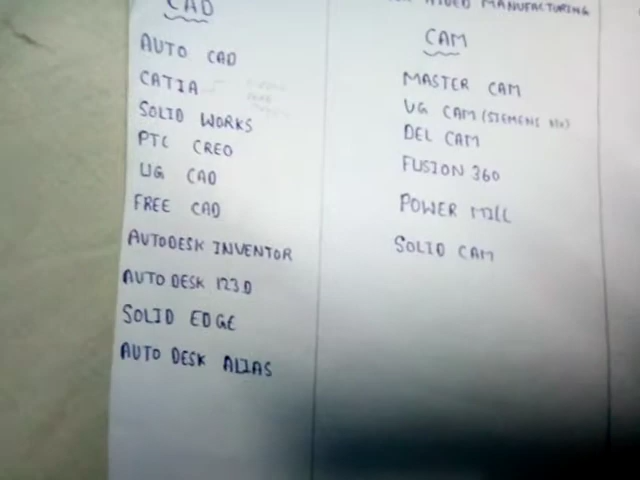 CAD
AUTO CAD
CATIA
SOLID WORKS
PTC CREO
UG CAD
FREE CAD
AUTODESK INVENTOR
AUTO DESK 123D
SOLID EDGE
AUTO DESK ALIAS
AIDED MANUFACTURING
CAM
MASTER CAM
UG CAM (SIEMENS NX)
DEL CAM
FUSION 360
POWER MILL
SOLID CAM